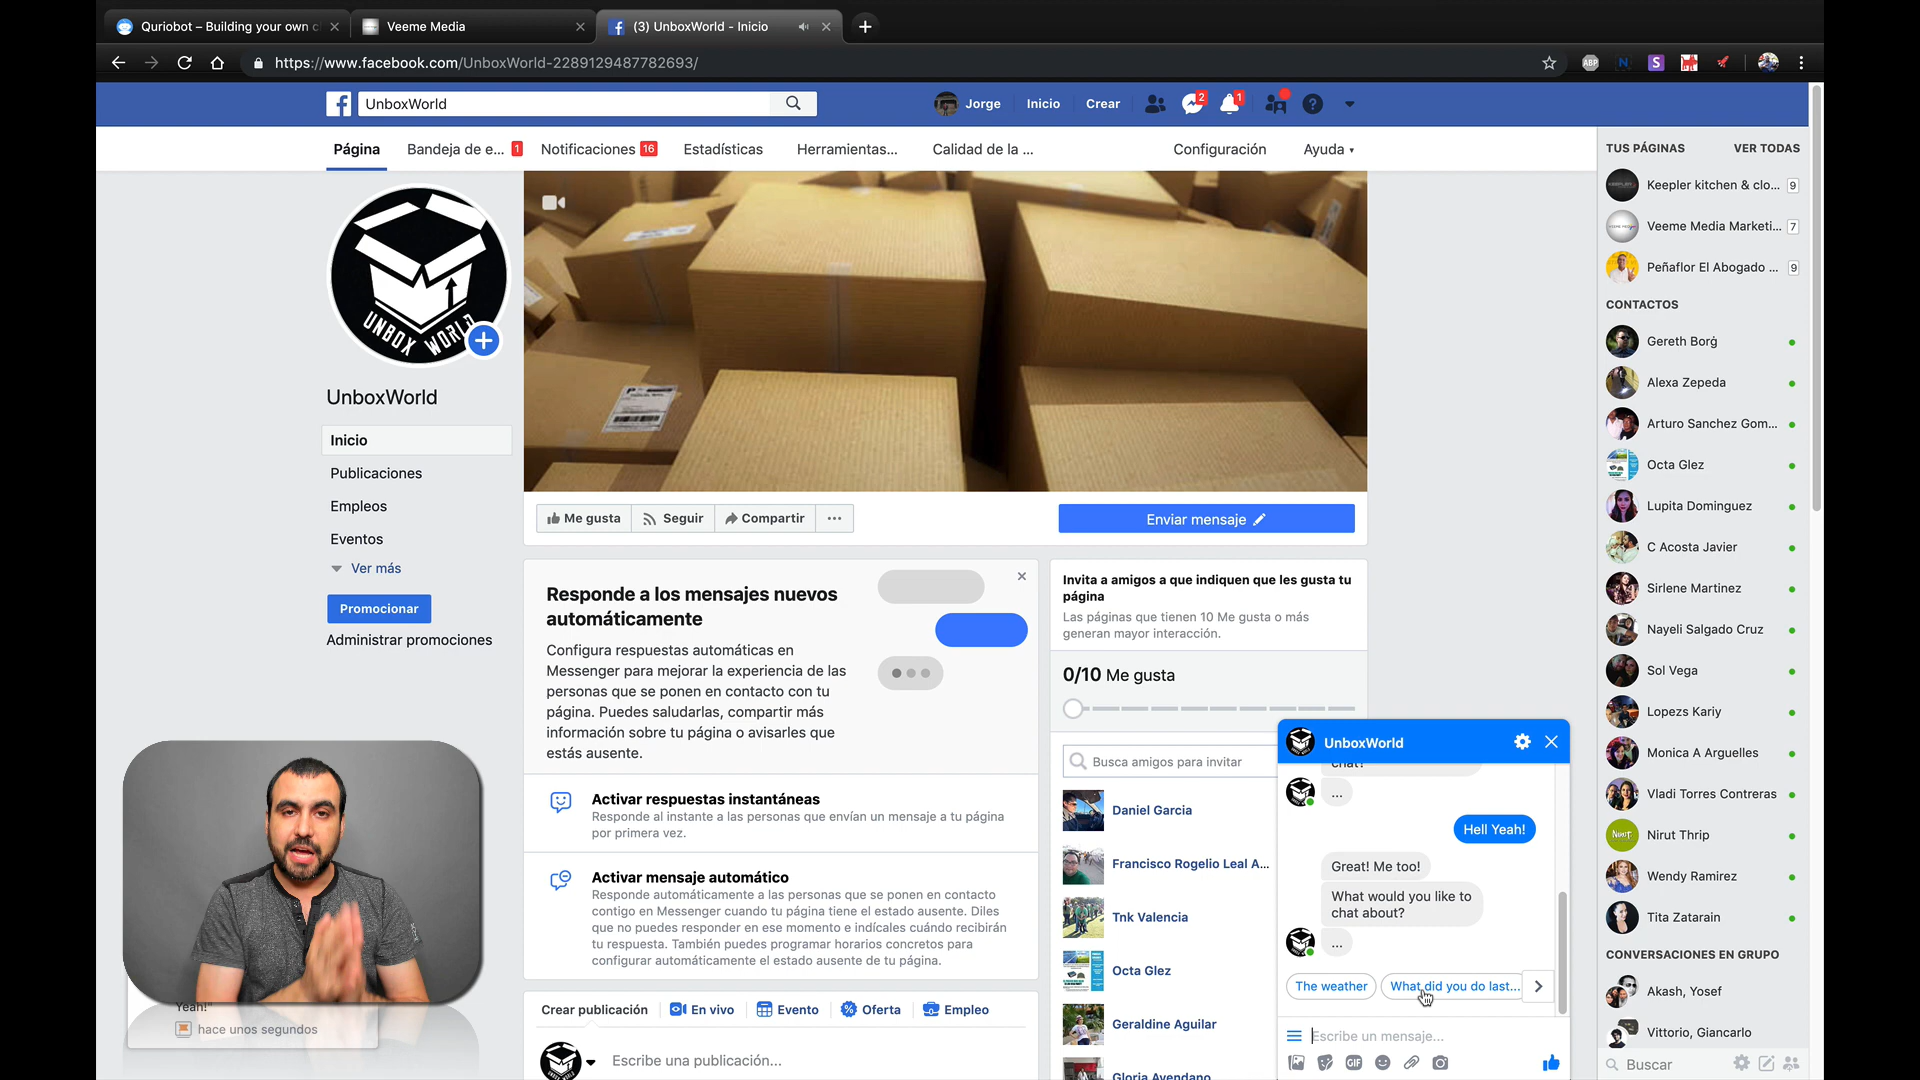 Quriobot – Building your own c
Veeme Media
(3) UnboxWorld - Inicio
https://www.facebook.com/UnboxWorld-2289129487782693/
ABP
N
S
UnboxWorld
Jorge
Inicio
Crear
2
1
Página
Bandeja de e... 1
Notificaciones 16
Estadísticas
Herramientas...
Calidad de la ...
Configuración
Ayuda
UNBOX WORLD
UnboxWorld
Inicio
Publicaciones
Empleos
Eventos
Ver más
Promocionar
Administrar promociones
Me gusta
Seguir
Compartir
Enviar mensaje
Responde a los mensajes nuevos
automáticamente
Configura respuestas automáticas en
Messenger para mejorar la experiencia de las
personas que se ponen en contacto con tu
página. Puedes saludarlas, compartir más
información sobre tu página o avisarles que
estás ausente.
Activar respuestas instantáneas
Responde al instante a las personas que envían un mensaje a tu página
por primera vez.
Activar mensaje automático
Responde automáticamente a las personas que se ponen en contacto
contigo en Messenger cuando tu página tiene el estado ausente. Diles
que no puedes responder en ese momento e indícales cuándo recibirán
tu respuesta. También puedes programar horarios concretos para
configurar automáticamente el estado ausente de tu página.
Crear publicación
En vivo
Evento
Oferta
Empleo
Escribe una publicación...
Yeah!"
hace unos segundos
Invita a amigos a que indiquen que les gusta tu
página
Las páginas que tienen 10 Me gusta o más
generan mayor interacción.
0/10 Me gusta
Busca amigos para invitar
Daniel Garcia
Francisco Rogelio Leal A...
Tnk Valencia
Octa Glez
Geraldine Aguilar
Gloria Avendano
UnboxWorld
chat?
...
Hell Yeah!
Great! Me too!
What would you like to
chat about?
...
The weather
What did you do last...
Escribe un mensaje...
GIF
TUS PÁGINAS
VER TODAS
Keepler kitchen & clo... 9
Veeme Media Marketi... 7
Peñaflor El Abogado ... 9
CONTACTOS
Gereth Borġ
Alexa Zepeda
Arturo Sanchez Gom...
Octa Glez
Lupita Dominguez
C Acosta Javier
Sirlene Martinez
Nayeli Salgado Cruz
Sol Vega
Lopezs Kariy
Monica A Arguelles
Vladi Torres Contreras
Nirut Thrip
Wendy Ramirez
Tita Zatarain
CONVERSACIONES EN GRUPO
Akash, Yosef
Vittorio, Giancarlo
Buscar